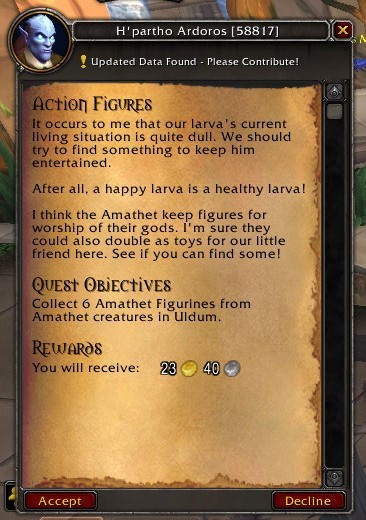 H'partho Ardoros [58817]
Updated Data Found - Please Contribute!
Action Figures
It occurs to me that our larva's current
living situation is quite dull. We should
try to find something to keep him
entertained.
After all, a happy larva is a healthy larva!
I think the Amathet keep figures for
worship of their gods. I'm sure they
could also double as toys for our little
friend here. See if you can find some!
Quest Objectives
Collect 6 Amathet Figurines from
Amathet creatures in Uldum.
Rewards
You will receive: 23 40
Accept Decline